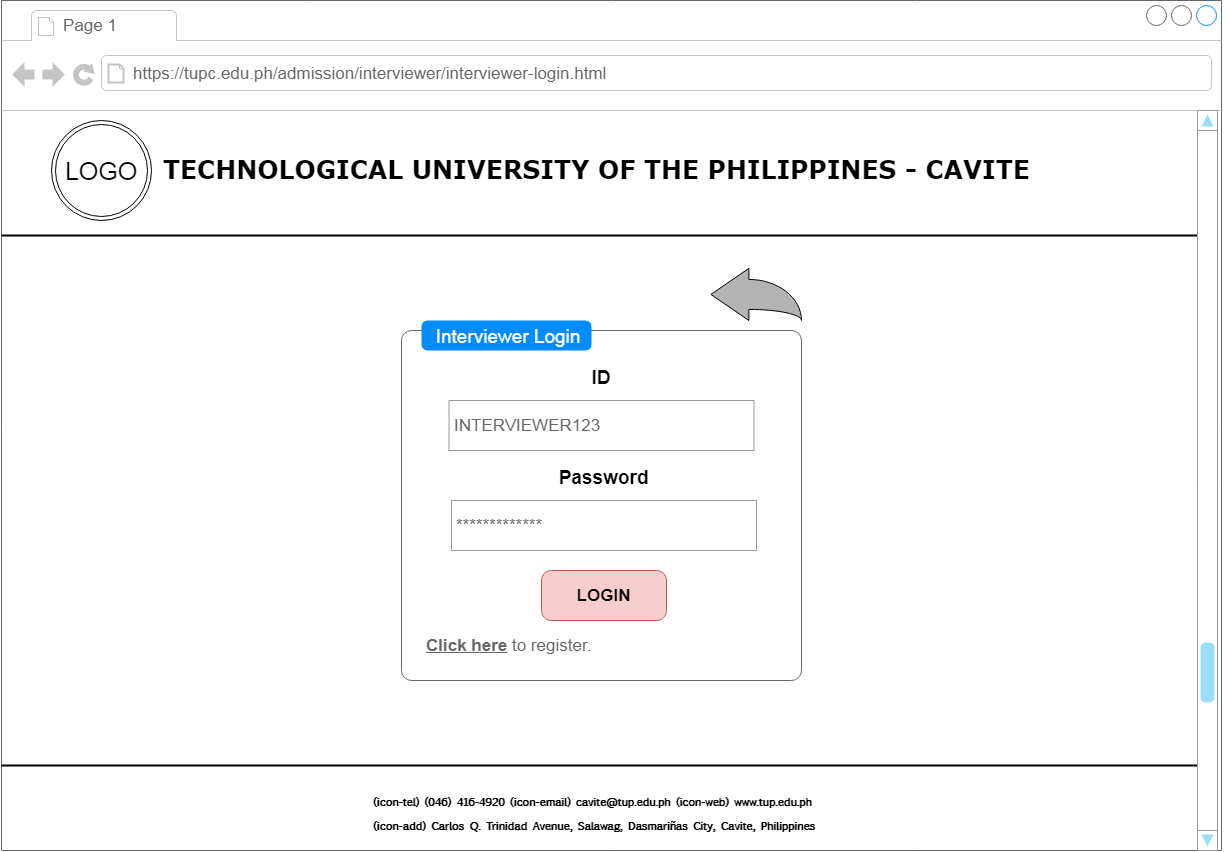 Page 1
https://tupc.edu.ph/admission/interviewer/interviewer-login.html
LOGO
TECHNOLOGICAL UNIVERSITY OF THE PHILIPPINES - CAVITE
Interviewer Login
ID
INTERVIEWER123
Password
*************
LOGIN
Click here to register.
(icon-tel) (046) 416-4920 (icon-email) cavite@tup.edu.ph (icon-web) www.tup.edu.ph
(icon-add) Carlos Q. Trinidad Avenue, Salawag, Dasmariñas City, Cavite, Philippines